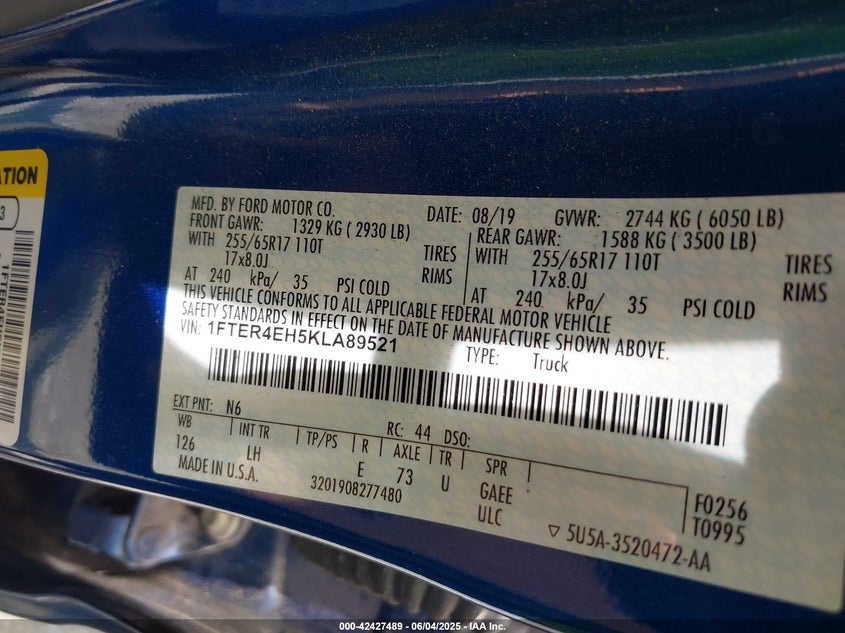 ATION
3
MFD. BY FORD MOTOR CO. DATE: 08/19 GVWR: 2744 KG ( 6050 LB)
FRONT GAWR: 1329 KG ( 2930 LB) REAR GAWR: 1588 KG ( 3500 LB)
WITH 255/65R17 110T TIRES WITH 255/65R17 110T TIRES
17x8.0J RIMS 17x8.0J RIMS
AT 240 kPa/ 35 PSI COLD AT 240 kPa/ 35 PSI COLD
THIS VEHICLE CONFORMS TO ALL APPLICABLE FEDERAL MOTOR VEHICLE
SAFETY STANDARDS IN EFFECT ON THE DATE OF MANUFACTURE SHOWN ABOVE.
VIN: 1FTER4EH5KLA89521 TYPE: Truck
EXT PNT: N6 RC: 44 DSO:
WB INT TR TP/PS R AXLE TR SPR
126 LH E 73 U GAEE F0256
MADE IN U.S.A. 3201908277480 ULC T0995
5U5A-3520472-AA
000-42427489 - 06/04/2025 - IAA Inc.